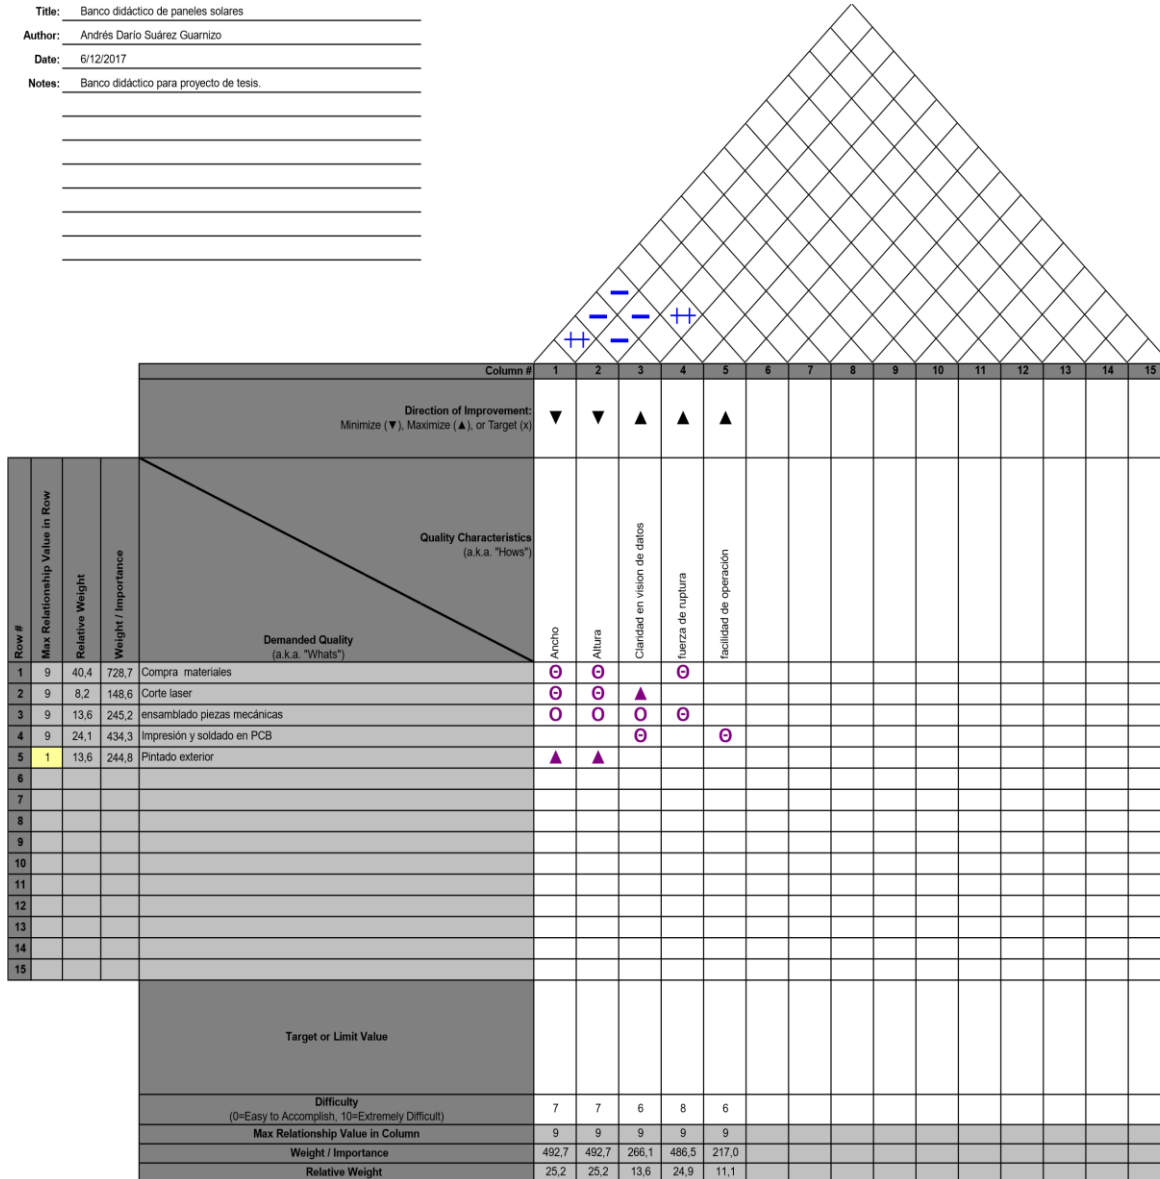 Title: Banco didáctico de paneles solares
Author: Andrés Darío Suárez Guarnizo
Date: 6/12/2017
Notes: Banco didáctico para proyecto de tesis.
Column # 1 2 3 4 5 6 7 8 9 10 11 12 13 14 15
Direction of Improvement:
Minimize (▼), Maximize (▲), or Target (x) ▼ ▼ ▲ ▲ ▲
Row #
Max Relationship Value in Row
Relative Weight
Weight / Importance
Quality Characteristics
(a.k.a. "Hows")
Demanded Quality
(a.k.a. "Whats")
Ancho
Altura
Claridad en vision de datos
fuerza de ruptura
facilidad de operación
1 9 40,4 728,7 Compra materiales Θ Θ Θ
2 9 8,2 148,6 Corte laser Θ Θ ▲
3 9 13,6 245,2 ensamblado piezas mecánicas Ο Ο Ο Θ
4 9 24,1 434,3 Impresión y soldado en PCB Θ Θ
5 1 13,6 244,8 Pintado exterior ▲ ▲
6
7
8
9
10
11
12
13
14
15
Target or Limit Value
Difficulty
(0=Easy to Accomplish, 10=Extremely Difficult) 7 7 6 8 6
Max Relationship Value in Column 9 9 9 9 9
Weight / Importance 492,7 492,7 266,1 486,5 217,0
Relative Weight 25,2 25,2 13,6 24,9 11,1